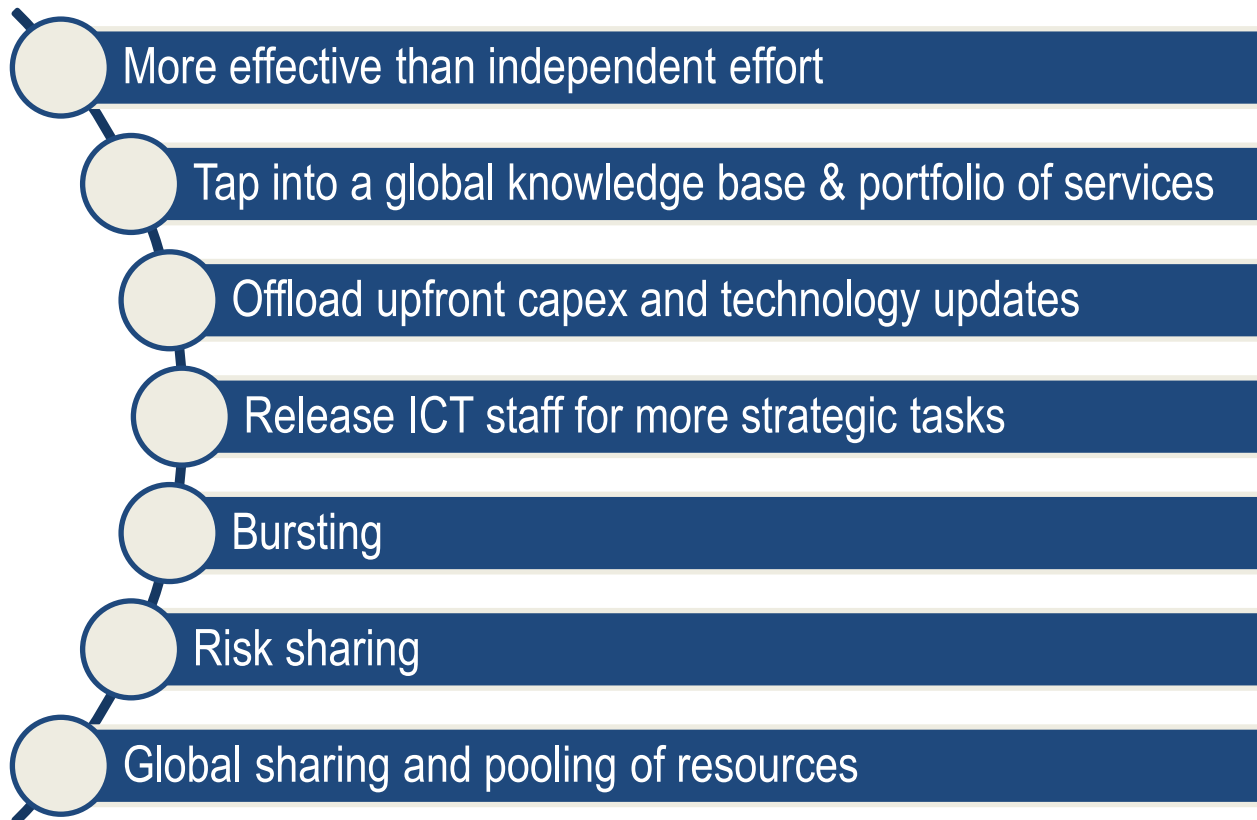 More effective than independent effort
Tap into a global knowledge base & portfolio of services
Offload upfront capex and technology updates
Release ICT staff for more strategic tasks
Bursting
Risk sharing
Global sharing and pooling of resources